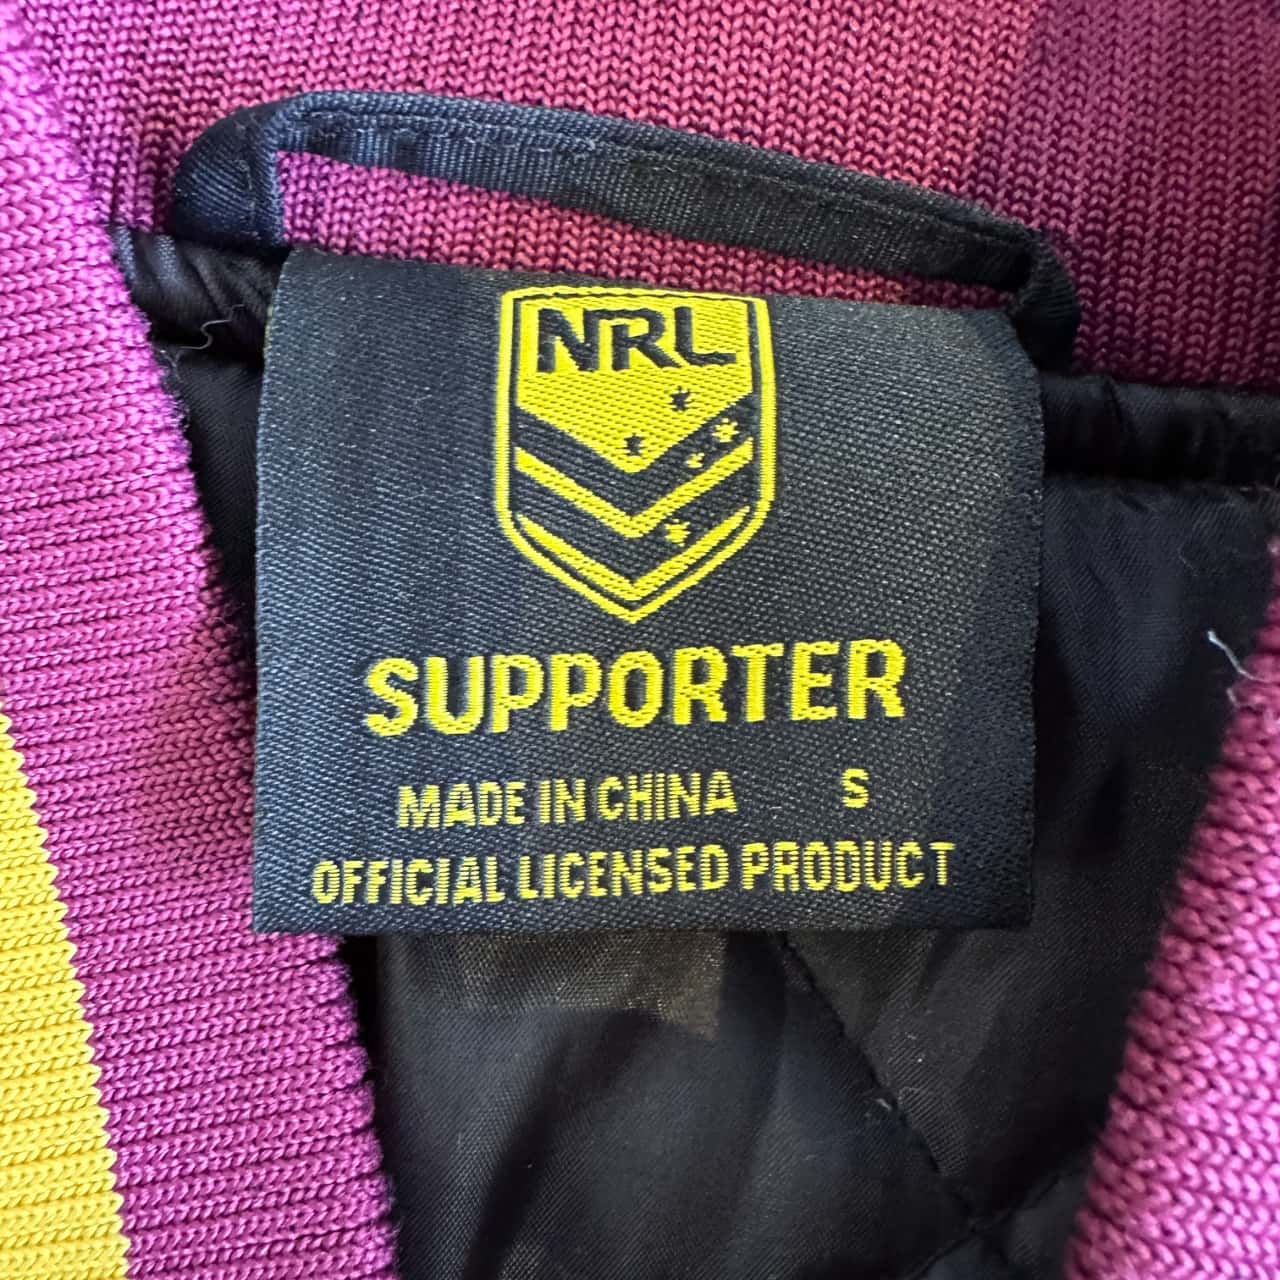 NRL
SUPPORTER
MADE IN CHINA S
OFFICIAL LICENSED PRODUCT